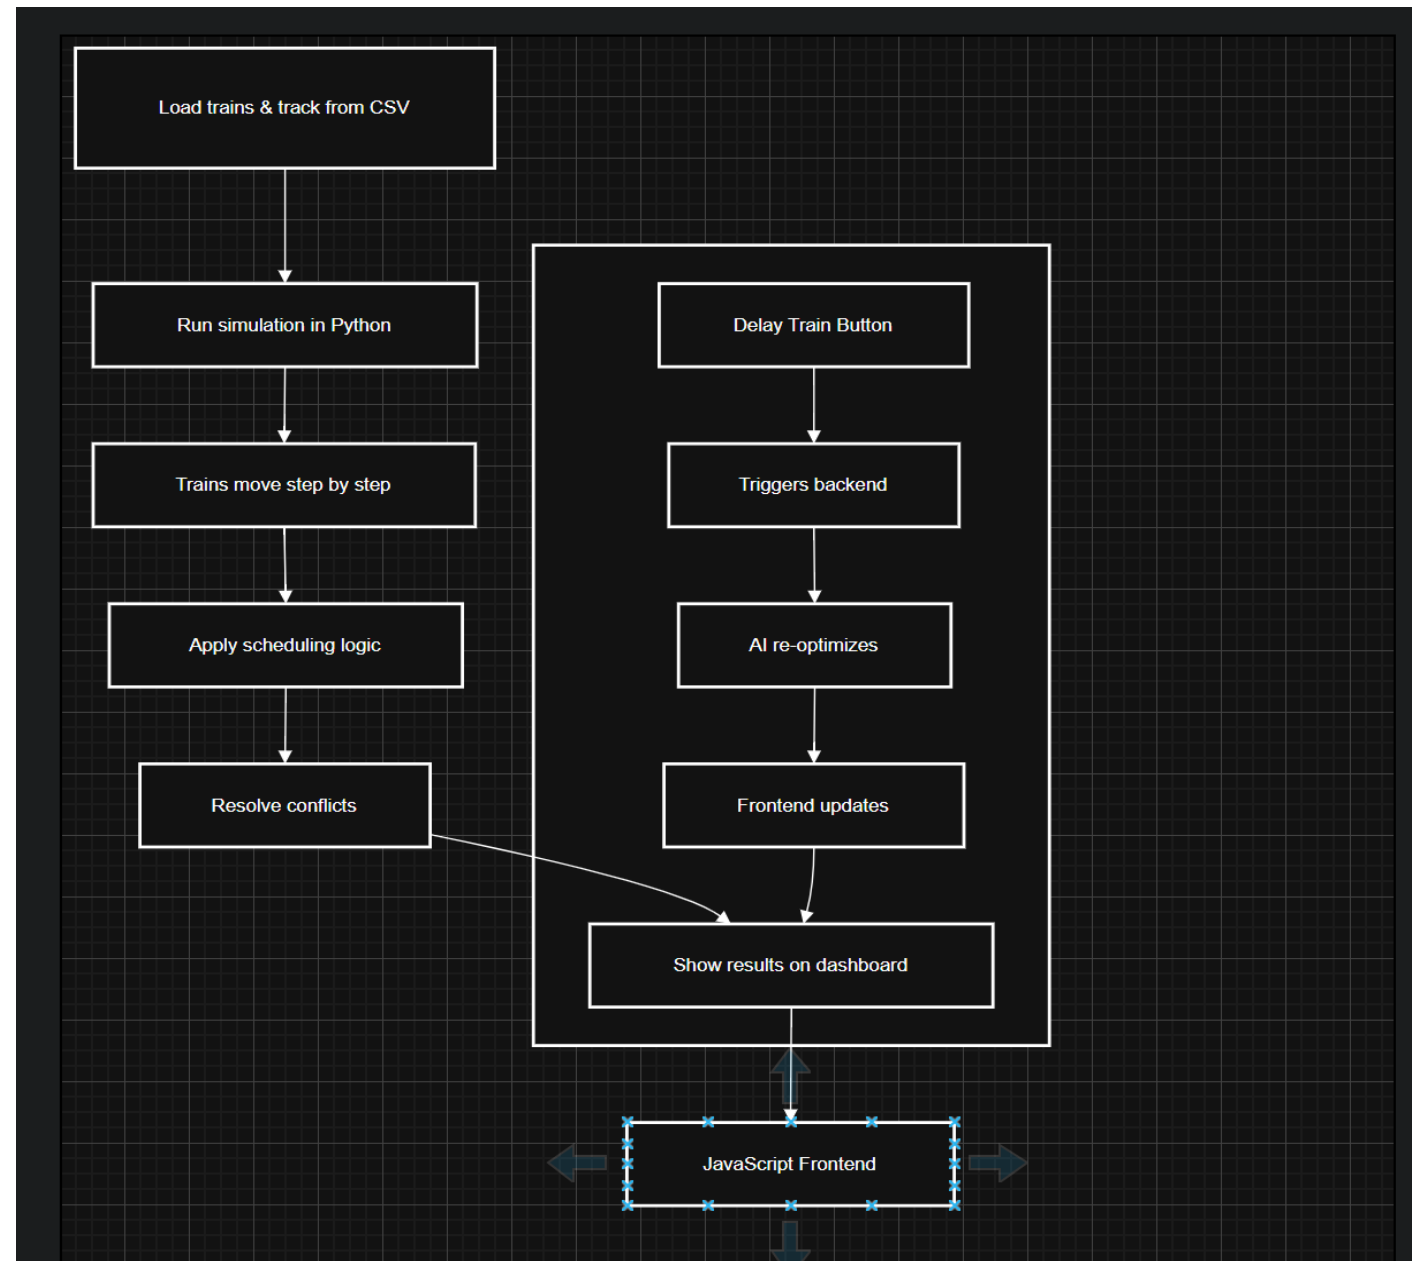 Load trains & track from CSV
Run simulation in Python
Trains move step by step
Apply scheduling logic
Resolve conflicts
Delay Train Button
Triggers backend
AI re-optimizes
Frontend updates
Show results on dashboard
JavaScript Frontend